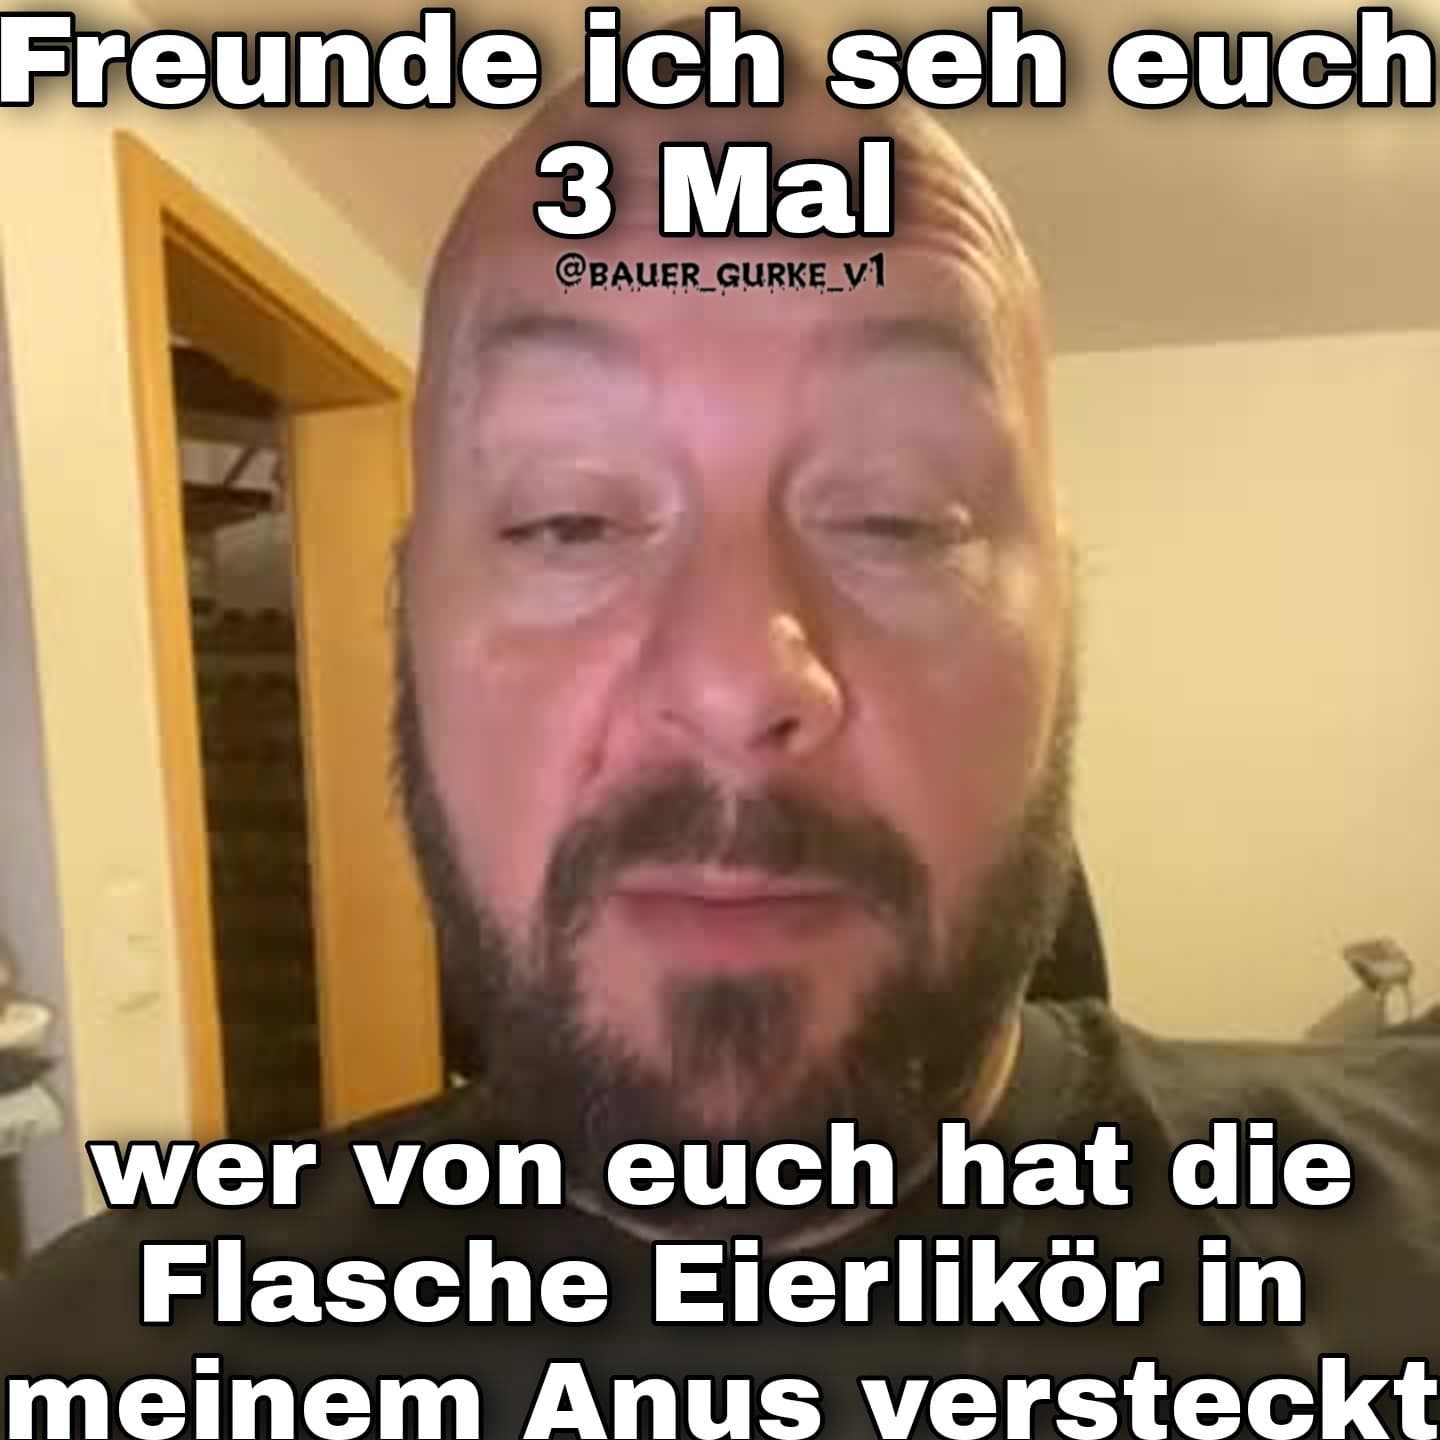 Freunde ich seh euch
3 Mal
@BAUER_GURKE_V1
wer von euch hat die
Flasche Eierlikör in
meinem Anus versteckt